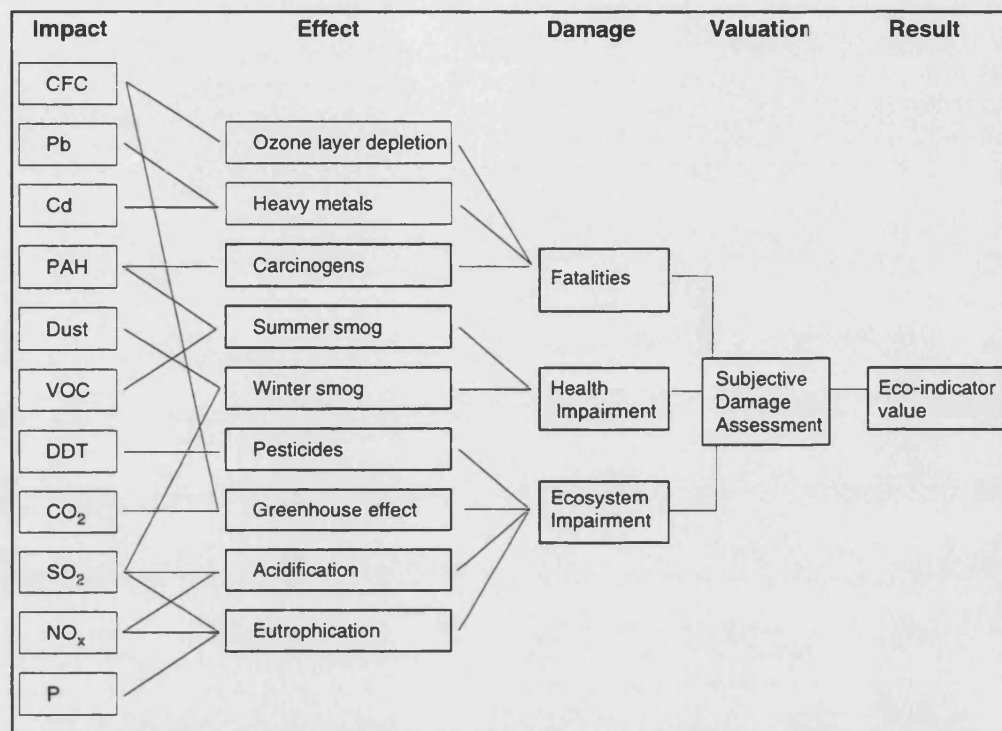 Impact Effect Damage Valuation Result
CFC
Pb
Cd
PAH
Dust
VOC
DDT
CO₂
SO₂
NOₓ
P
Ozone layer depletion
Heavy metals
Carcinogens
Summer smog
Winter smog
Pesticides
Greenhouse effect
Acidification
Eutrophication
Fatalities
Health
Impairment
Ecosystem
Impairment
Subjective
Damage
Assessment
Eco-indicator
value